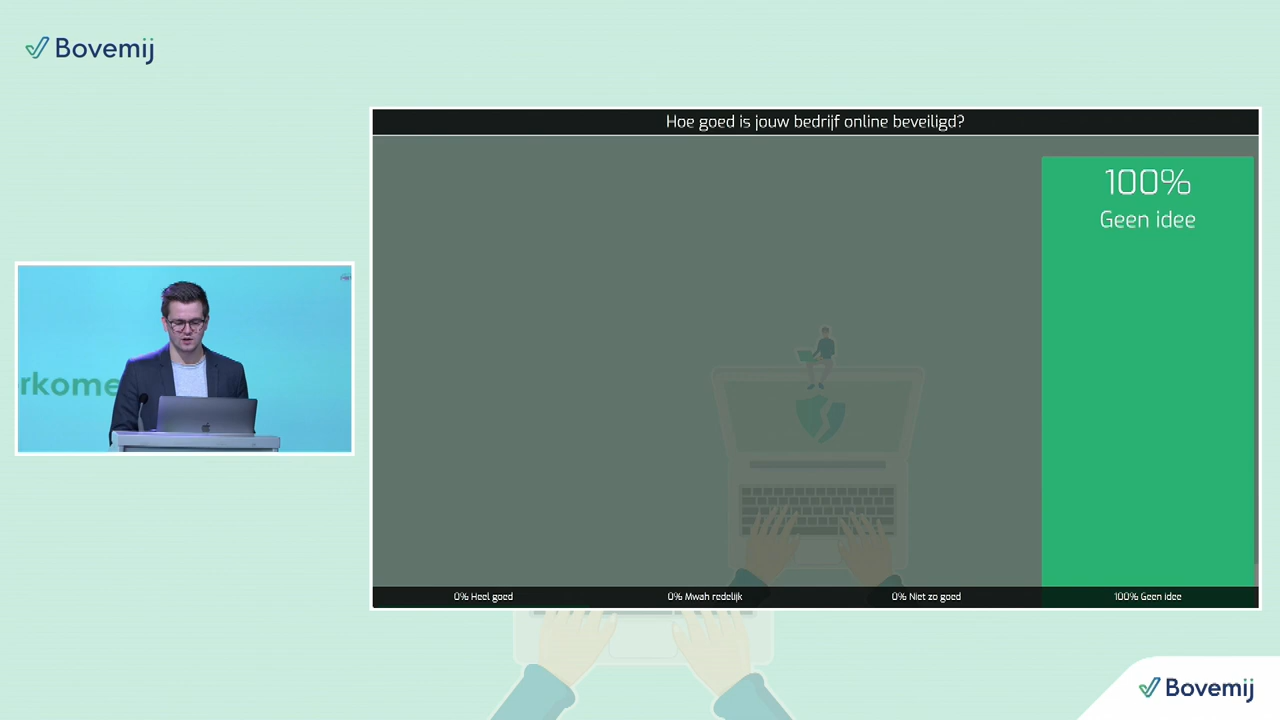 Bovemij
Hoe goed is jouw bedrijf online beveiligd?
100%
Geen idee
rkome
0% Heel goed
0% Mwah redelijk
0% Niet zo goed
100% Geen idee
Bovemij